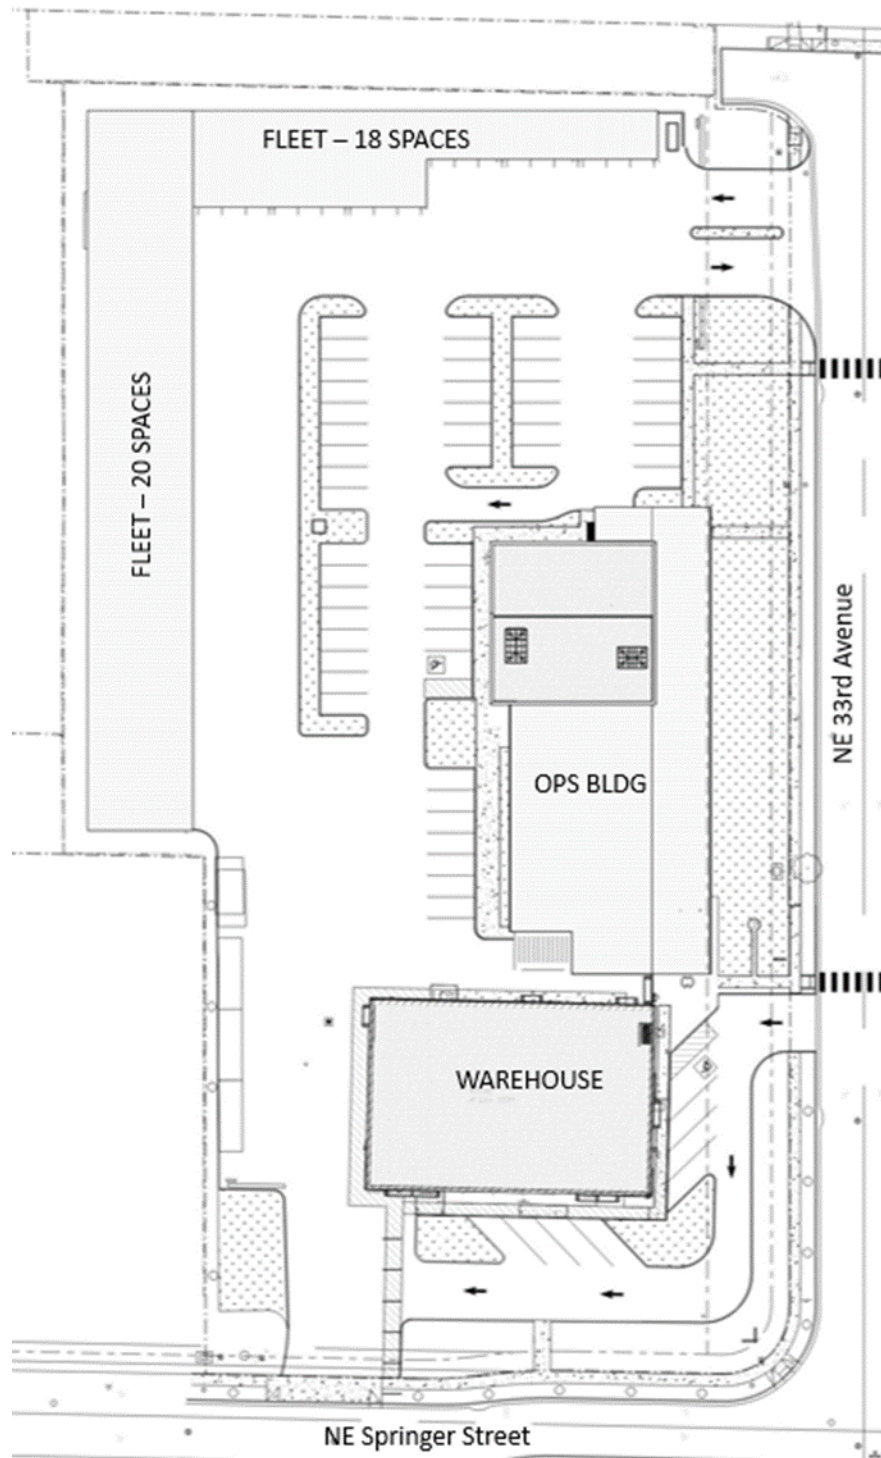 FLEET – 18 SPACES
FLEET – 20 SPACES
NE 33rd Avenue
OPS BLDG
WAREHOUSE
NE Springer Street